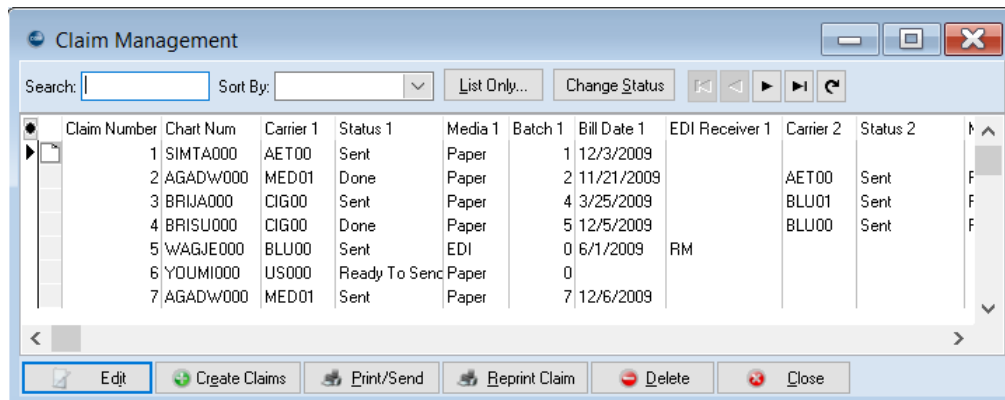 Claim Management
Search: Sort By: List Only... Change Status
Claim Number Chart Num Carrier 1 Status 1 Media 1 Batch 1 Bill Date 1 EDI Receiver 1 Carrier 2 Status 2
1 SIMTA000 AET00 Sent Paper 1 12/3/2009
2 AGADW000 MED01 Done Paper 2 11/21/2009 AET00 Sent
3 BRIJA000 CIG00 Sent Paper 4 3/25/2009 BLU01 Sent
4 BRISU000 CIG00 Done Paper 5 12/5/2009 BLU00 Sent
5 WAGJE000 BLU00 Sent EDI 0 6/1/2009 RM
6 YOUMI000 US000 Ready To Send Paper 0
7 AGADW000 MED01 Sent Paper 7 12/6/2009
Edit Create Claims Print/Send Reprint Claim Delete Close